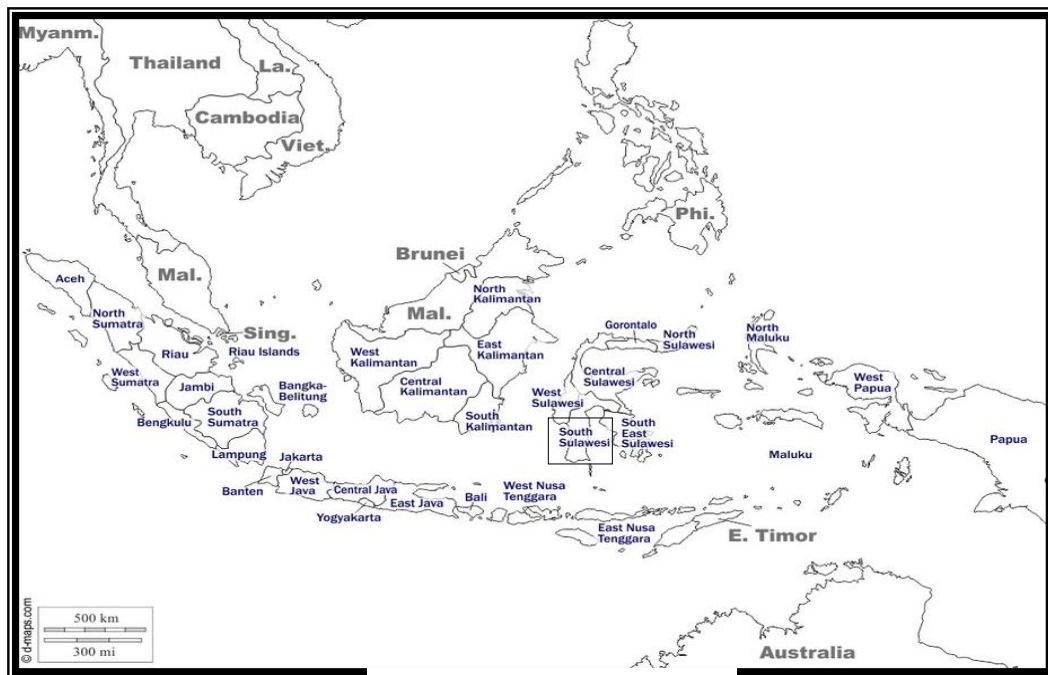 Myanm.
Thailand
La.
Cambodia
Viet.
Phi.
Brunei
Mal.
Aceh
North
Kalimantan
Mal.
North
Sumatra
Sing.
Gorontalo
North
Sulawesi
North
Maluku
Riau
Riau Islands
West
Kalimantan
East
Kalimantan
West
Sumatra
Jambi
Bangka-
Belitung
Central
Kalimantan
Central
Sulawesi
West
Papua
West
Sulawesi
South
Sumatra
Bengkulu
South
Kalimantan
South
Sulawesi
South
East
Sulawesi
Papua
Lampung
Jakarta
Maluku
Banten
West
Java
Central Java
East Java
Bali
West Nusa
Tenggara
Yogyakarta
East Nusa
Tenggara
E. Timor
500 km
300 mi
© d-maps.com
Australia